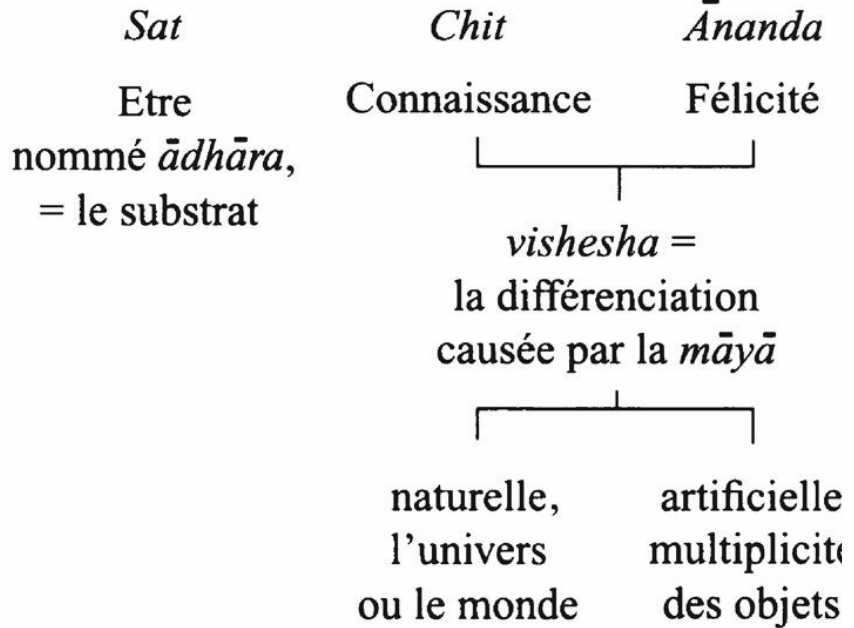 Sat Chit Ānanda
Etre Connaissance Félicité
nommé ādhāra,
= le substrat
vishesha =
la différenciation
causée par la māyā
naturelle, artificielle
l’univers multiplicité
ou le monde des objets